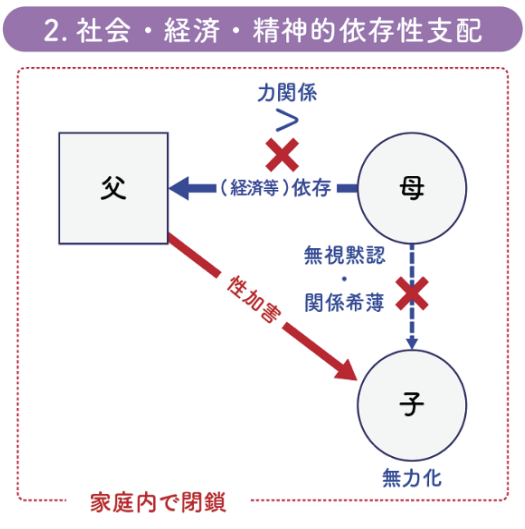 2. 社会・経済・精神的依存性支配
力関係
＞
父
(経済等)依存
母
無視黙認
・
関係希薄
性加害
子
無力化
家庭内で閉鎖